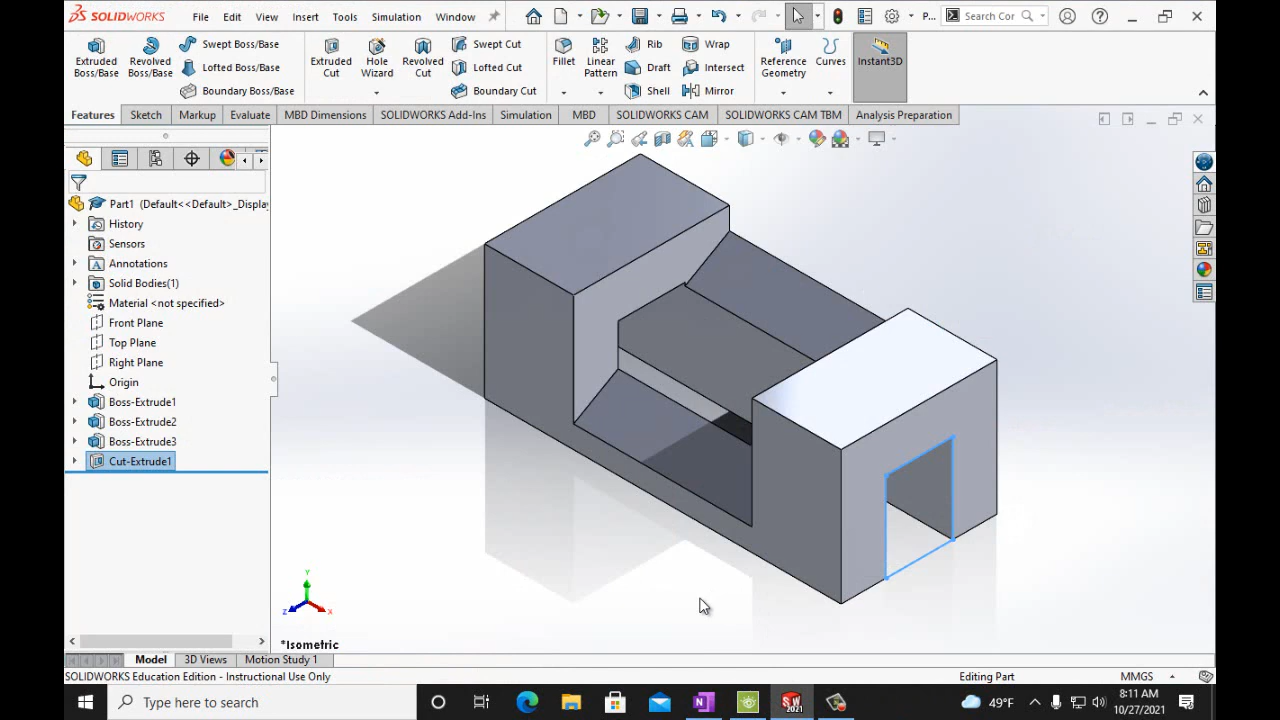 SOLIDWORKS File Edit View Insert Tools Simulation Window P... Search Cor
Extruded Boss/Base Revolved Boss/Base Swept Boss/Base Lofted Boss/Base Boundary Boss/Base Extruded Cut Hole Wizard Revolved Cut Swept Cut Lofted Cut Boundary Cut Fillet Linear Pattern Rib Draft Shell Wrap Intersect Mirror Reference Geometry Curves Instant3D
Features Sketch Markup Evaluate MBD Dimensions SOLIDWORKS Add-Ins Simulation MBD SOLIDWORKS CAM SOLIDWORKS CAM TBM Analysis Preparation
Part1 (Default<<Default>_Display
History
Sensors
Annotations
Solid Bodies(1)
Material <not specified>
Front Plane
Top Plane
Right Plane
Origin
Boss-Extrude1
Boss-Extrude2
Boss-Extrude3
Cut-Extrude1
Y
Z X
*Isometric
Model 3D Views Motion Study 1
SOLIDWORKS Education Edition - Instructional Use Only Editing Part MMGS
Type here to search SW 2021 49°F 8:11 AM
10/27/2021